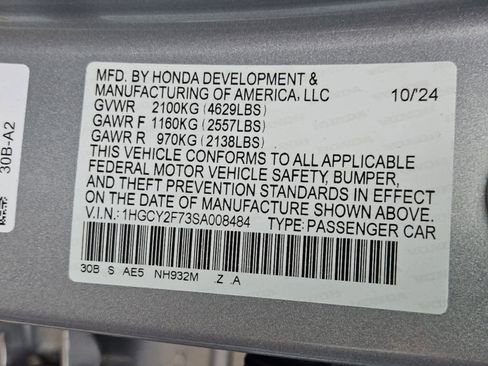 MFD. BY HONDA DEVELOPMENT &
MANUFACTURING OF AMERICA, LLC 10/'24
GVWR 2100KG (4629LBS)
GAWR F 1160KG (2557LBS)
GAWR R 970KG (2138LBS)
THIS VEHICLE CONFORMS TO ALL APPLICABLE
FEDERAL MOTOR VEHICLE SAFETY, BUMPER,
AND THEFT PREVENTION STANDARDS IN EFFECT
ON THE DATE OF MANUFACTURE SHOWN ABOVE.
V.I.N.: 1HGCY2F73SA008484 TYPE: PASSENGER CAR
30B S AE5 NH932M .Z .A
30B-A2